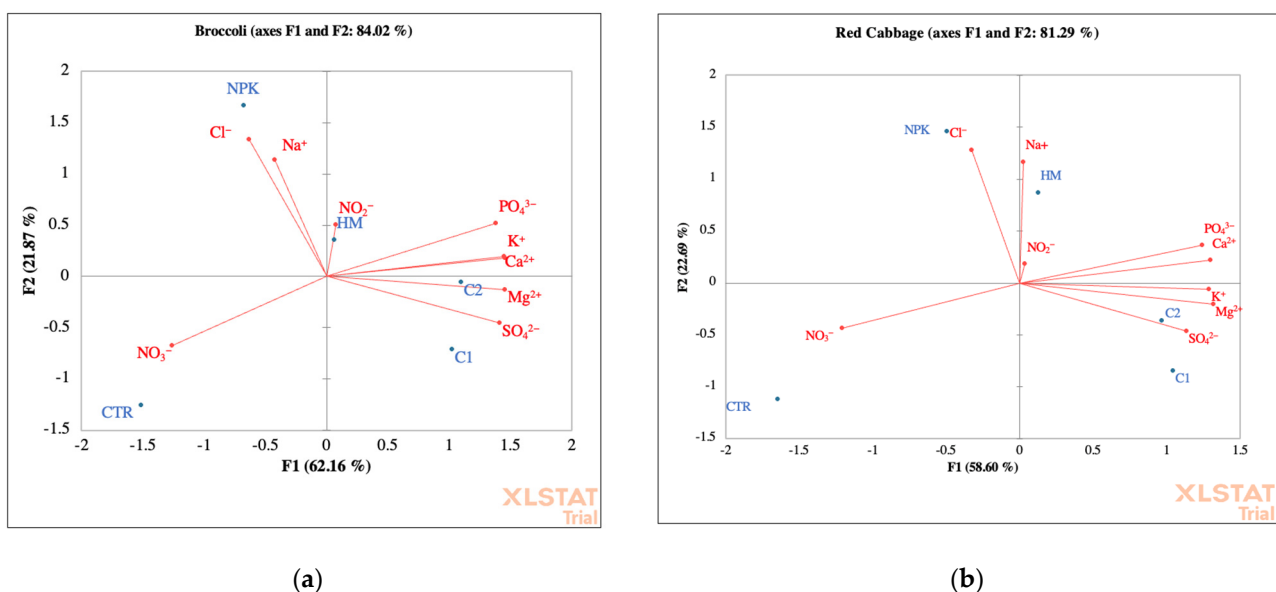 Broccoli (axes F1 and F2: 84.02 %)
2
NPK
1.5
Cl⁻
Na⁺
1
NO₂⁻
PO₄³⁻
0.5
HM
K⁺
Ca²⁺
0
C2
Mg²⁺
SO₄²⁻
-0.5
NO₃⁻
C1
-1
CTR
-1.5
-2 -1.5 -1 -0.5 0 0.5 1 1.5 2
F2 (21.87 %)
F1 (62.16 %)
XLSTAT
Trial
(a)
Red Cabbage (axes F1 and F2: 81.29 %)
2
1.5
NPK
Cl⁻
Na+
1
HM
PO₄³⁻
0.5
NO₂⁻
Ca²⁺
0
K⁺
Mg²⁺
C2
NO₃⁻
SO₄²⁻
-0.5
C1
-1
CTR
-1.5
-2 -1.5 -1 -0.5 0 0.5 1 1.5
F2 (22.69 %)
F1 (58.60 %)
XLSTAT
Trial
(b)